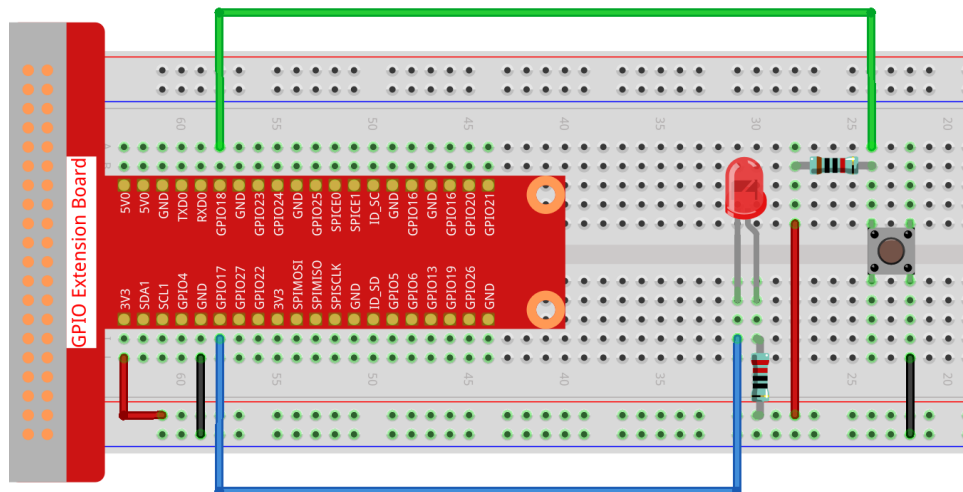 GPIO Extension Board
5V0
5V0
GND
TXD0
RXD0
GPIO18
GND
GPIO23
GPIO24
GND
GPIO25
SPICE0
SPICE1
ID_SC
GND
GPIO16
GND
GPIO16
GPIO20
GPIO21
3V3
SDA1
SCL1
GPIO4
GND
GPIO17
GPIO27
GPIO22
3V3
SPIMOSI
SPIMISO
SPISCLK
GND
ID_SD
GPIO5
GPIO6
GPIO13
GPIO19
GPIO26
GND
60 55 50 45 40 35 30 25 20
60 55 50 45 40 35 30 25 20